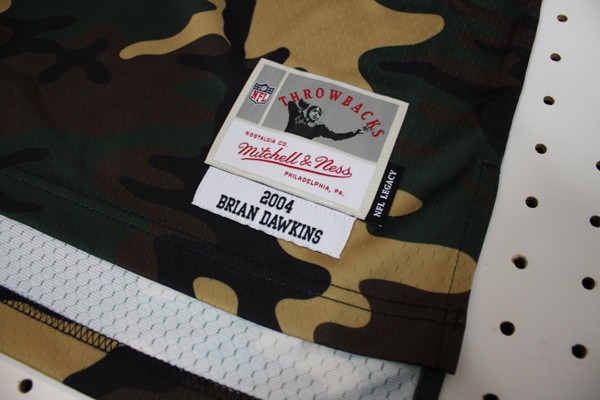 NFL
THROWBACKS
NOSTALGIA CO.
Mitchell & Ness
PHILADELPHIA, PA.
NFL LEGACY
2004
BRIAN DAWKINS